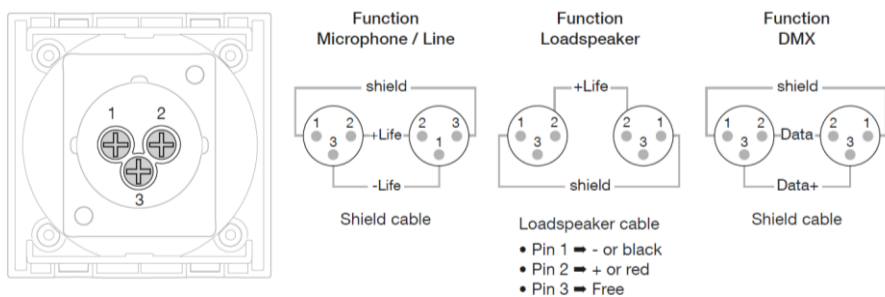 1 2
3
Function
Microphone / Line
shield
1 2 +Life 2 3
3 1
-Life
Shield cable
Function
Loadspeaker
+Life
1 2 2 1
3 3
shield
Loadspeaker cable
• Pin 1 ➡ - or black
• Pin 2 ➡ + or red
• Pin 3 ➡ Free
Function
DMX
shield
1 2 Data- 2 1
3 3
Data+
Shield cable